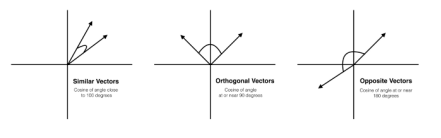 Similar Vectors
Cosine of angle close
to 100 degrees
Orthogonal Vectors
Cosine of angle
at or near 90 degrees
Opposite Vectors
Cosine of angle at or near
180 degrees